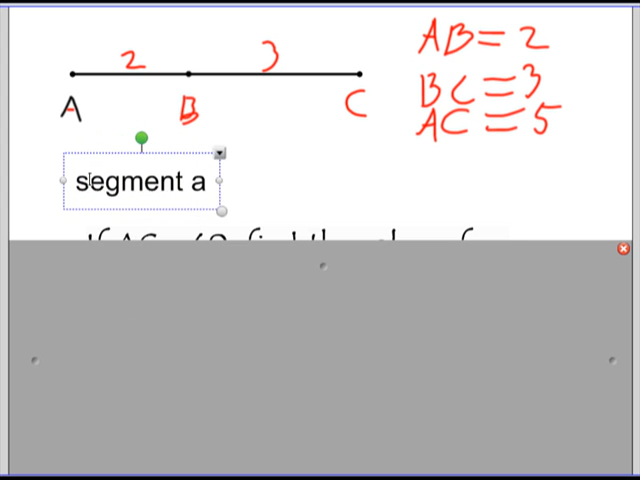 2 3
A B C
AB = 2
BC = 3
AC = 5
segment a